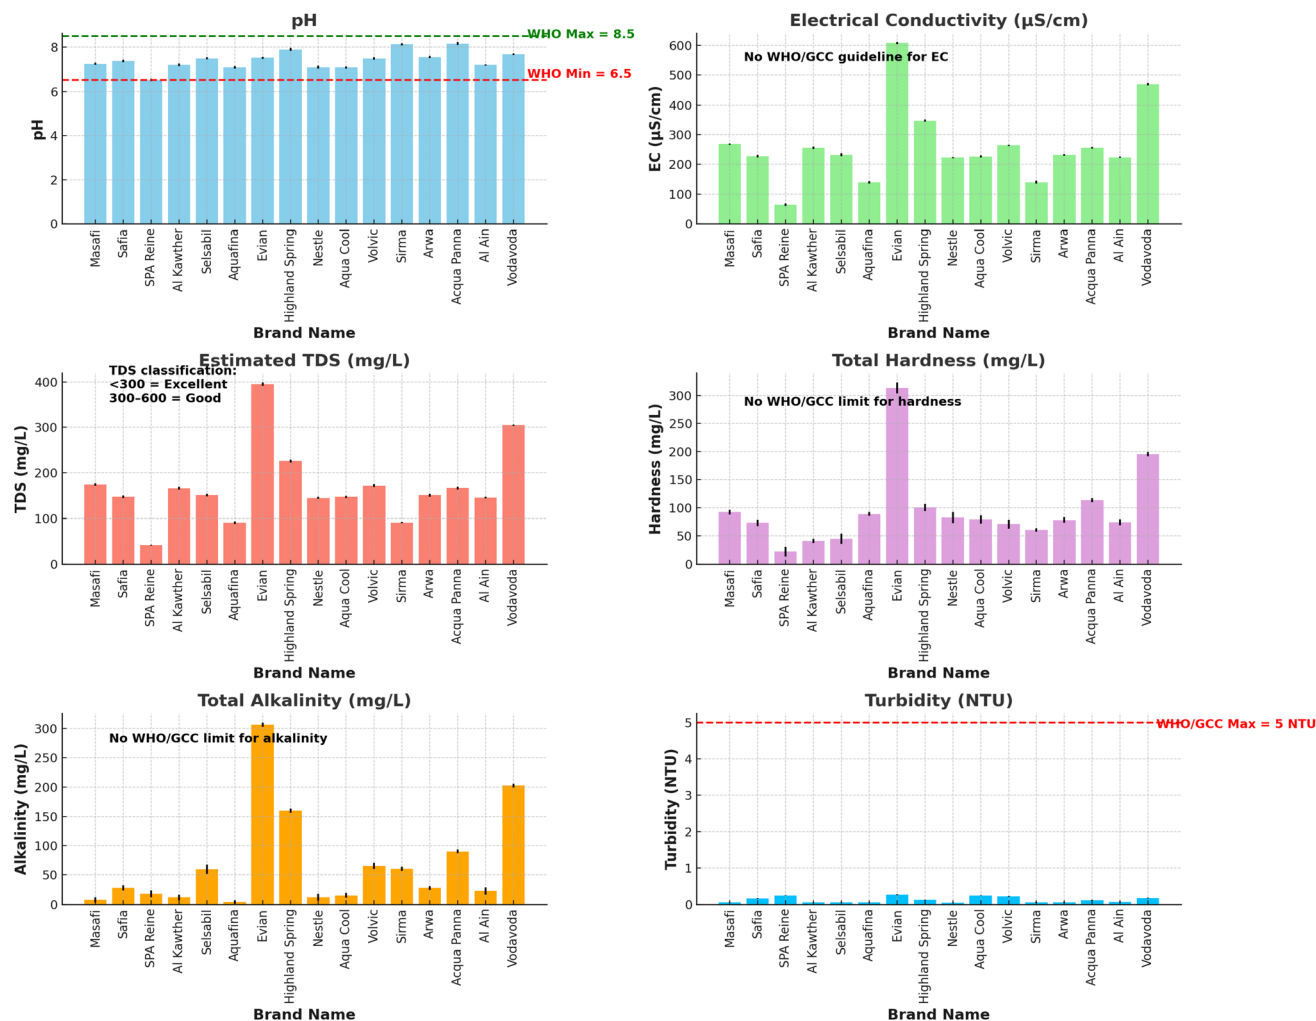 pH
WHO Max = 8.5
WHO Min = 6.5
pH
8
6
4
2
0
Masafi
Safia
SPA Reine
Al Kawther
Selsabil
Aquafina
Evian
Highland Spring
Nestle
Aqua Cool
Volvic
Sirma
Arwa
Acqua Panna
Al Ain
Vodavoda
Brand Name
Electrical Conductivity (µS/cm)
No WHO/GCC guideline for EC
EC (µS/cm)
600
500
400
300
200
100
0
Masafi
Safia
SPA Reine
Al Kawther
Selsabil
Aquafina
Evian
Highland Spring
Nestle
Aqua Cool
Volvic
Sirma
Arwa
Acqua Panna
Al Ain
Vodavoda
Brand Name
Estimated TDS (mg/L)
TDS classification:
<300 = Excellent
300–600 = Good
TDS (mg/L)
400
300
200
100
0
Masafi
Safia
SPA Reine
Al Kawther
Selsabil
Aquafina
Evian
Highland Spring
Nestle
Aqua Cool
Volvic
Sirma
Arwa
Acqua Panna
Al Ain
Vodavoda
Brand Name
Total Hardness (mg/L)
No WHO/GCC limit for hardness
Hardness (mg/L)
300
250
200
150
100
50
0
Masafi
Safia
SPA Reine
Al Kawther
Selsabil
Aquafina
Evian
Highland Spring
Nestle
Aqua Cool
Volvic
Sirma
Arwa
Acqua Panna
Al Ain
Vodavoda
Brand Name
Total Alkalinity (mg/L)
No WHO/GCC limit for alkalinity
Alkalinity (mg/L)
300
250
200
150
100
50
0
Masafi
Safia
SPA Reine
Al Kawther
Selsabil
Aquafina
Evian
Highland Spring
Nestle
Aqua Cool
Volvic
Sirma
Arwa
Acqua Panna
Al Ain
Vodavoda
Brand Name
Turbidity (NTU)
WHO/GCC Max = 5 NTU
Turbidity (NTU)
5
4
3
2
1
0
Masafi
Safia
SPA Reine
Al Kawther
Selsabil
Aquafina
Evian
Highland Spring
Nestle
Aqua Cool
Volvic
Sirma
Arwa
Acqua Panna
Al Ain
Vodavoda
Brand Name